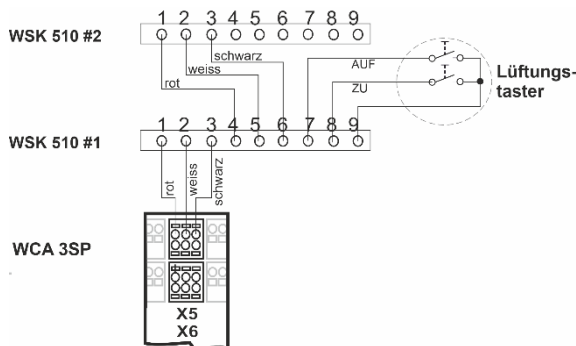 WSK 510 #2
1 2 3 4 5 6 7 8 9
schwarz
weiss
rot
AUF
ZU
Lüftungs-
taster
WSK 510 #1
1 2 3 4 5 6 7 8 9
rot
weiss
schwarz
WCA 3SP
X5
X6